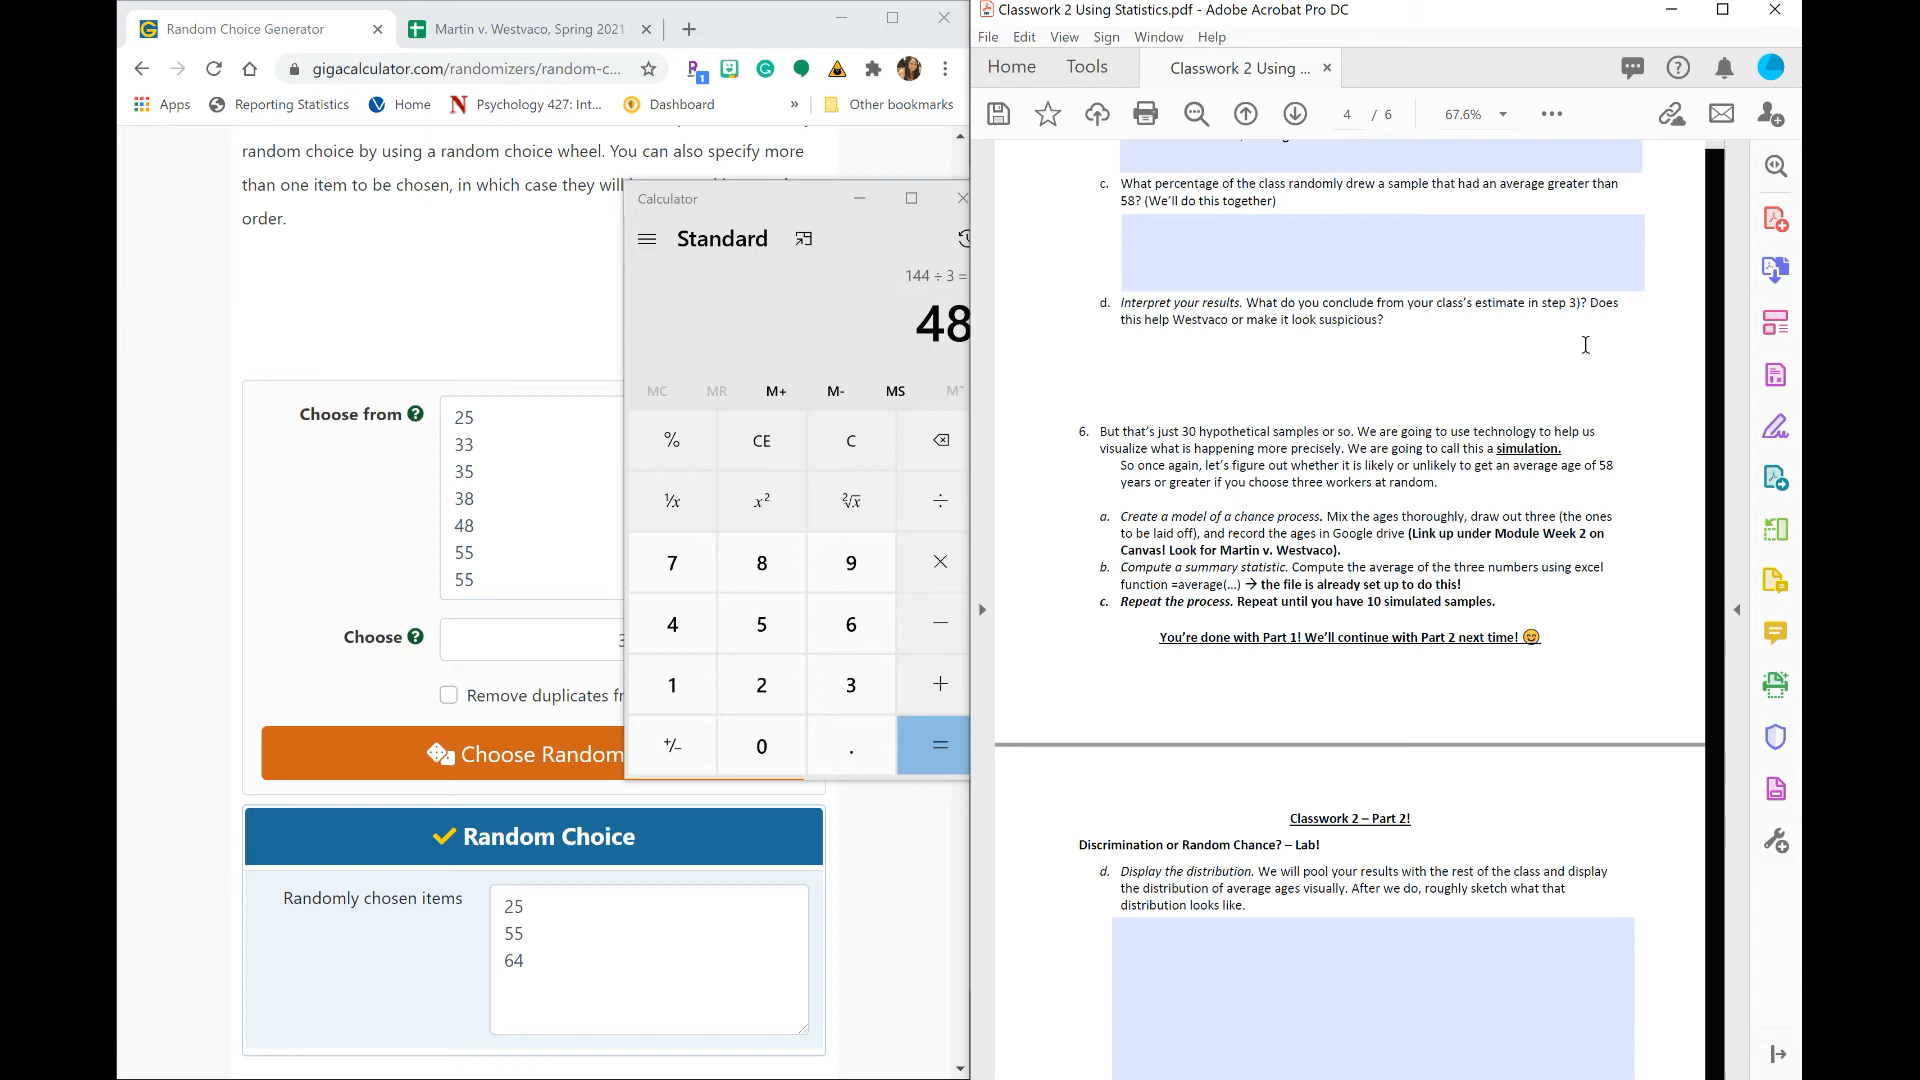 Random Choice Generator
Martin v. Westvaco, Spring 2021
gigacalculator.com/randomizers/random-c...
1
Apps
Reporting Statistics
Home
Psychology 427: Int...
Dashboard
»
Other bookmarks
random choice by using a random choice wheel. You can also specify more
than one item to be chosen, in which case they will
order.
Choose from
25
33
35
38
48
55
55
Choose
Remove duplicates fr
Choose Random
Random Choice
Randomly chosen items
25
55
64
Calculator
Standard
144 ÷ 3 =
48
MC
MR
M+
M-
MS
%
CE
C
¹/x
x²
²√x
÷
7
8
9
×
4
5
6
−
1
2
3
+
+/−
0
.
=
Classwork 2 Using Statistics.pdf - Adobe Acrobat Pro DC
File
Edit
View
Sign
Window
Help
Home
Tools
Classwork 2 Using ...
4 / 6
67.6%
c. What percentage of the class randomly drew a sample that had an average greater than
58? (We’ll do this together)
d. Interpret your results. What do you conclude from your class’s estimate in step 3)? Does
this help Westvaco or make it look suspicious?
6. But that’s just 30 hypothetical samples or so. We are going to use technology to help us
visualize what is happening more precisely. We are going to call this a simulation.
So once again, let’s figure out whether it is likely or unlikely to get an average age of 58
years or greater if you choose three workers at random.
a. Create a model of a chance process. Mix the ages thoroughly, draw out three (the ones
to be laid off), and record the ages in Google drive (Link up under Module Week 2 on
Canvas! Look for Martin v. Westvaco).
b. Compute a summary statistic. Compute the average of the three numbers using excel
function =average(...) → the file is already set up to do this!
c. Repeat the process. Repeat until you have 10 simulated samples.
You’re done with Part 1! We’ll continue with Part 2 next time! 😊
Classwork 2 – Part 2!
Discrimination or Random Chance? – Lab!
d. Display the distribution. We will pool your results with the rest of the class and display
the distribution of average ages visually. After we do, roughly sketch what that
distribution looks like.